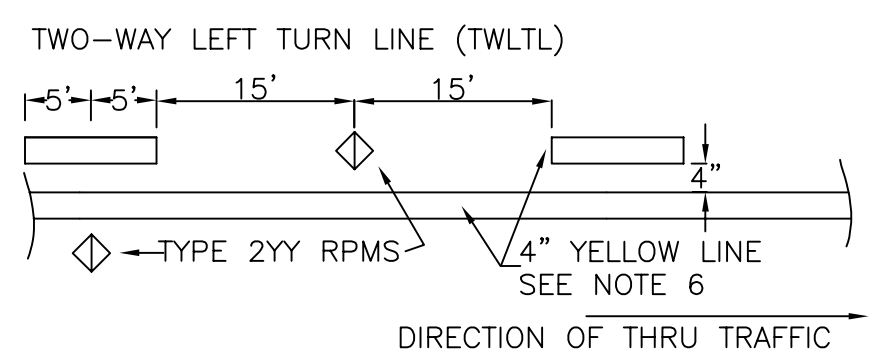 TWO-WAY LEFT TURN LINE (TWLTL)
5' 5' 15' 15'
4"
TYPE 2YY RPMS
4" YELLOW LINE
SEE NOTE 6
DIRECTION OF THRU TRAFFIC